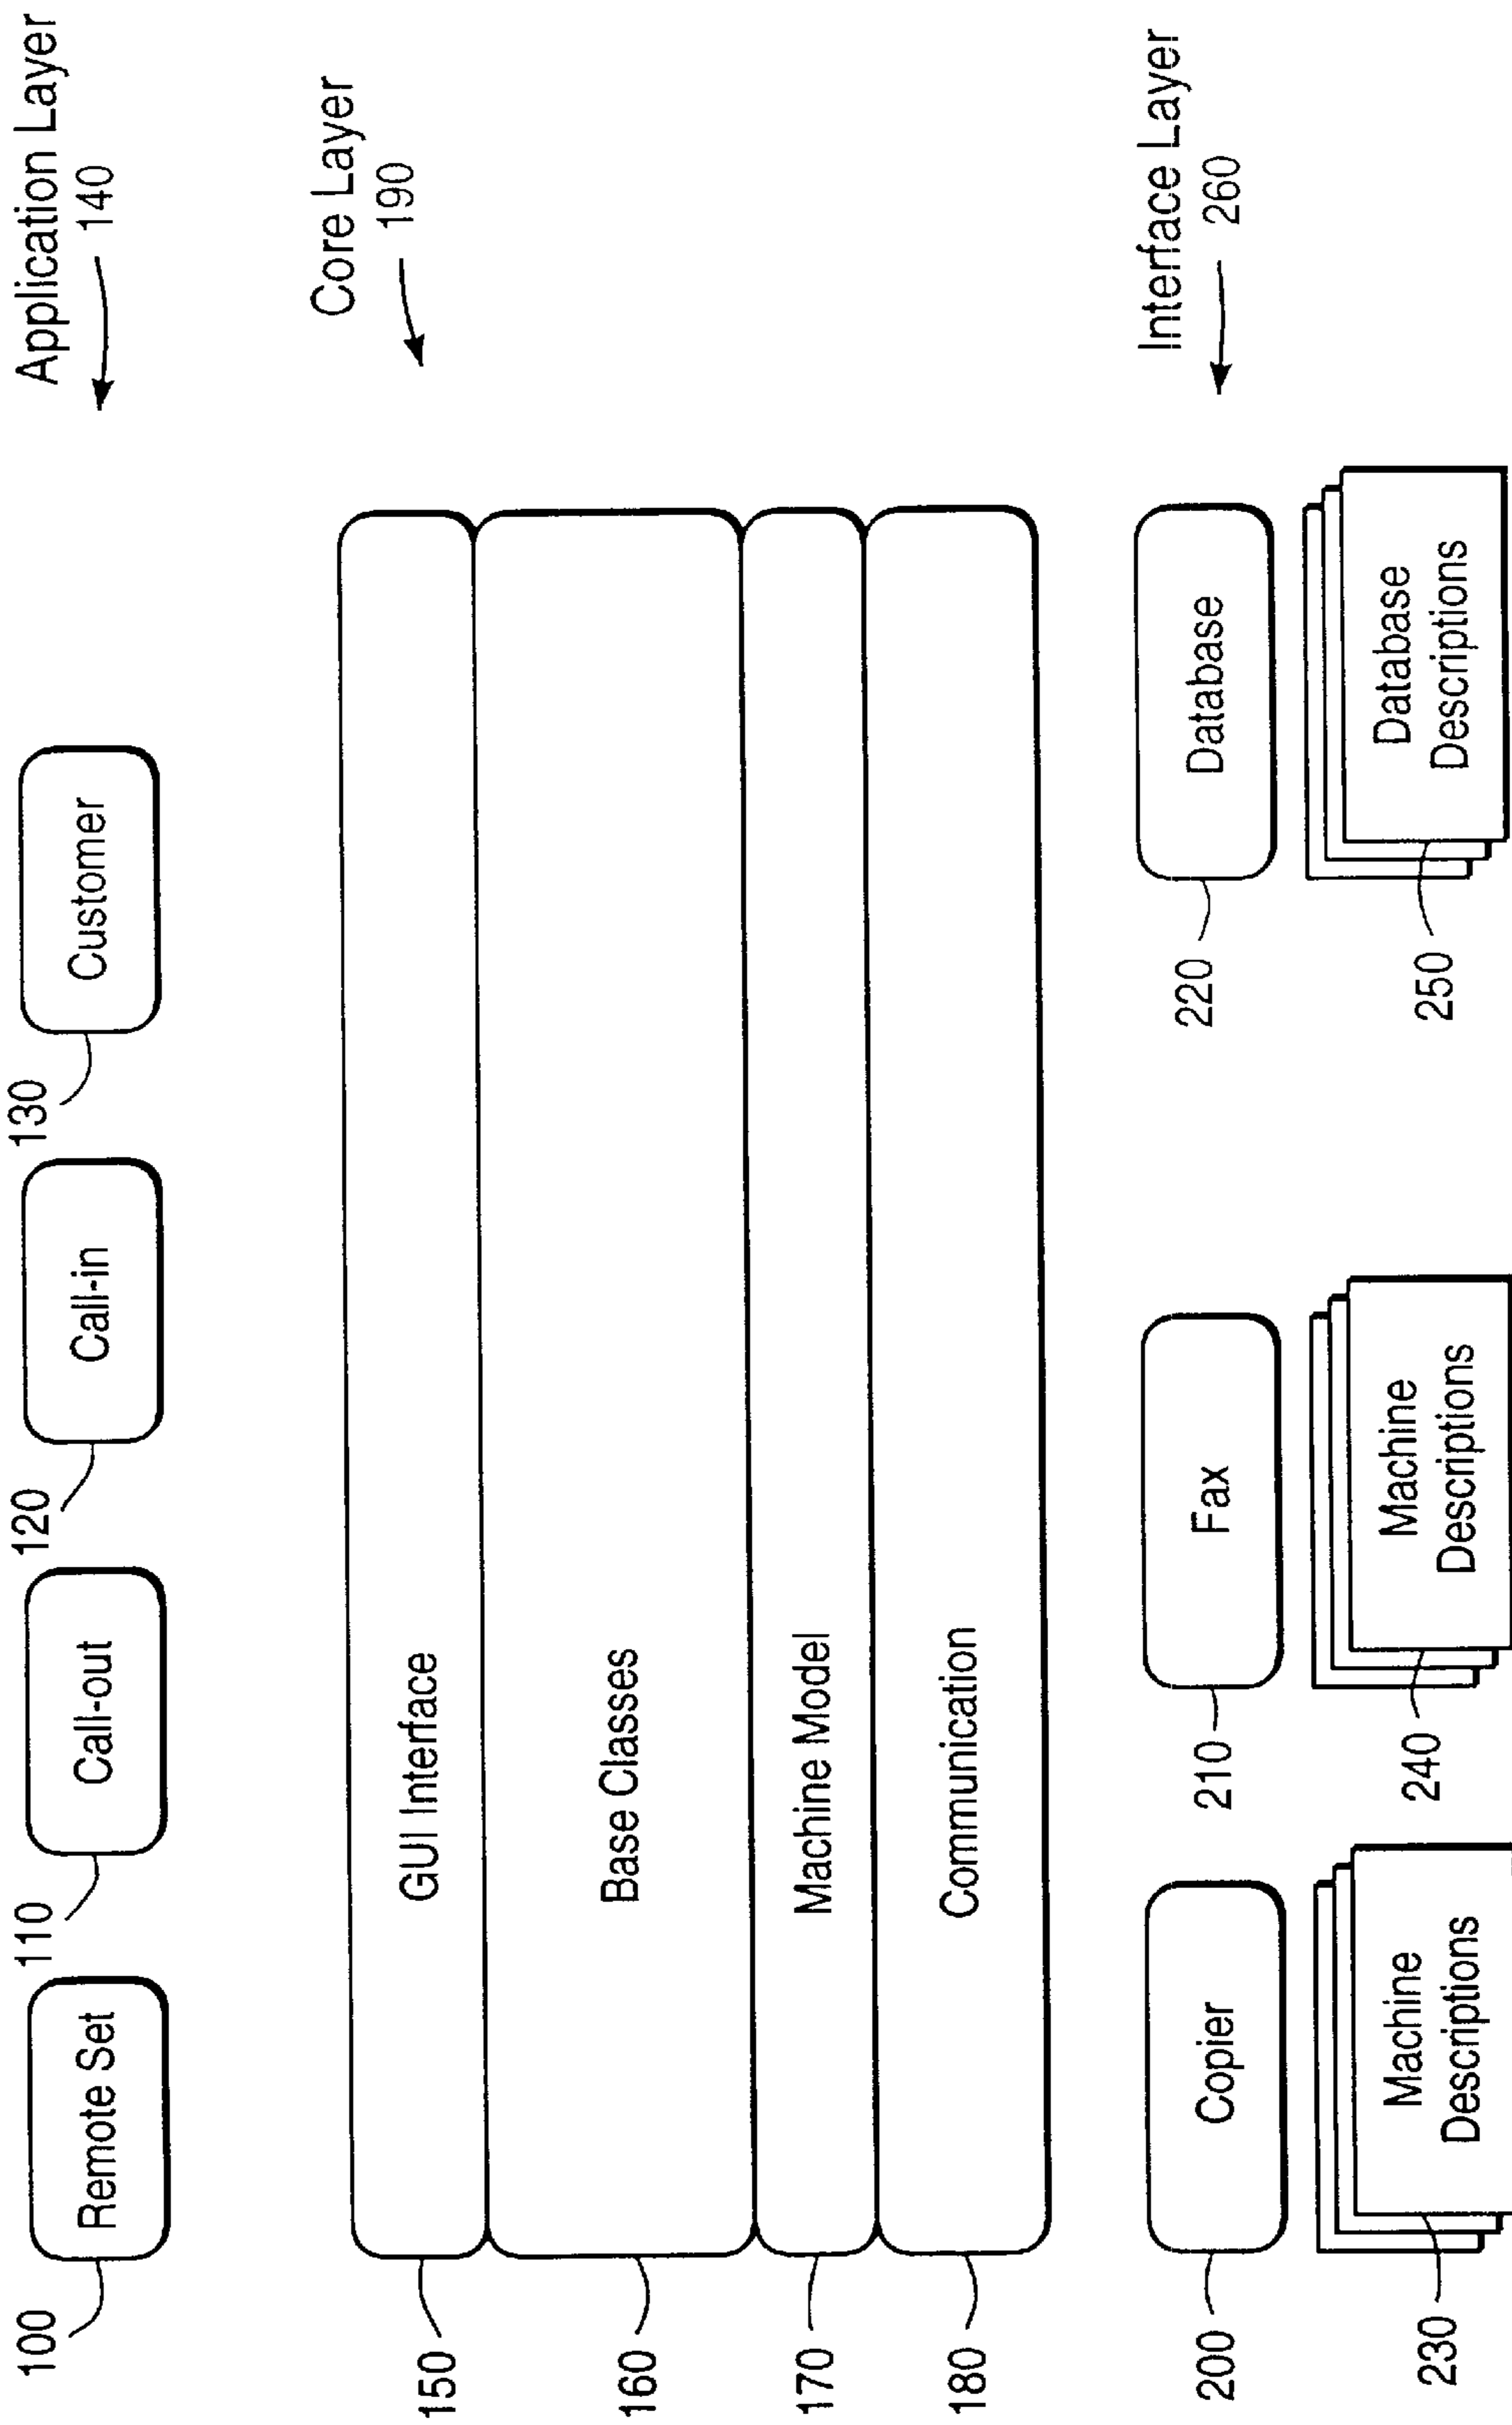 Application Layer
140
100
Remote Set
110
Call-out
120
Call-in
130
Customer
Core Layer
190
150
GUI Interface
160
Base Classes
170
Machine Model
180
Communication
Interface Layer
260
200
Copier
210
Fax
220
Database
230
Machine
Descriptions
240
Machine
Descriptions
250
Database
Descriptions